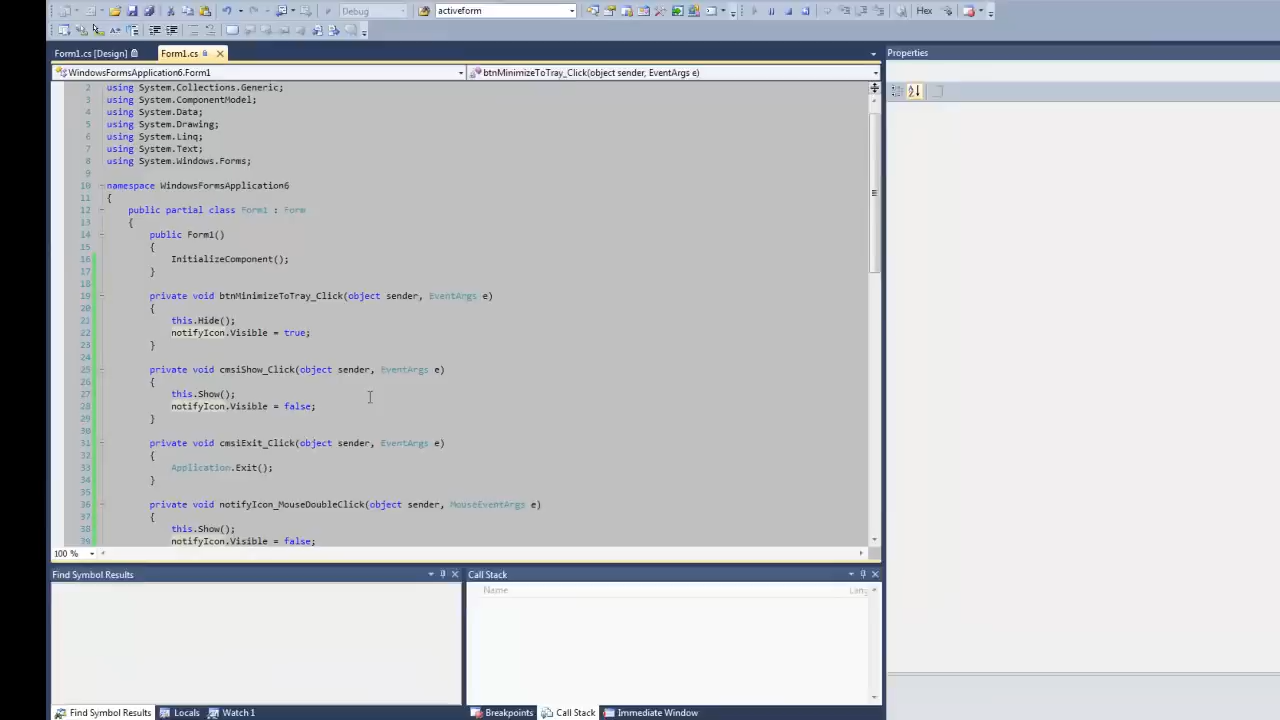 Debug
activeform
Hex
Form1.cs [Design]
Form1.cs
Properties
WindowsFormsApplication6.Form1
btnMinimizeToTray_Click(object sender, EventArgs e)
2 using System.Collections.Generic;
3 using System.ComponentModel;
4 using System.Data;
5 using System.Drawing;
6 using System.Linq;
7 using System.Text;
8 using System.Windows.Forms;
9
10 namespace WindowsFormsApplication6
11 {
12 public partial class Form1 : Form
13 {
14 public Form1()
15 {
16 InitializeComponent();
17 }
18
19 private void btnMinimizeToTray_Click(object sender, EventArgs e)
20 {
21 this.Hide();
22 notifyIcon.Visible = true;
23 }
24
25 private void cmsiShow_Click(object sender, EventArgs e)
26 {
27 this.Show();
28 notifyIcon.Visible = false;
29 }
30
31 private void cmsiExit_Click(object sender, EventArgs e)
32 {
33 Application.Exit();
34 }
35
36 private void notifyIcon_MouseDoubleClick(object sender, MouseEventArgs e)
37 {
38 this.Show();
39 notifyIcon.Visible = false;
100 %
Find Symbol Results
Call Stack
Name
Lang
Find Symbol Results
Locals
Watch 1
Breakpoints
Call Stack
Immediate Window